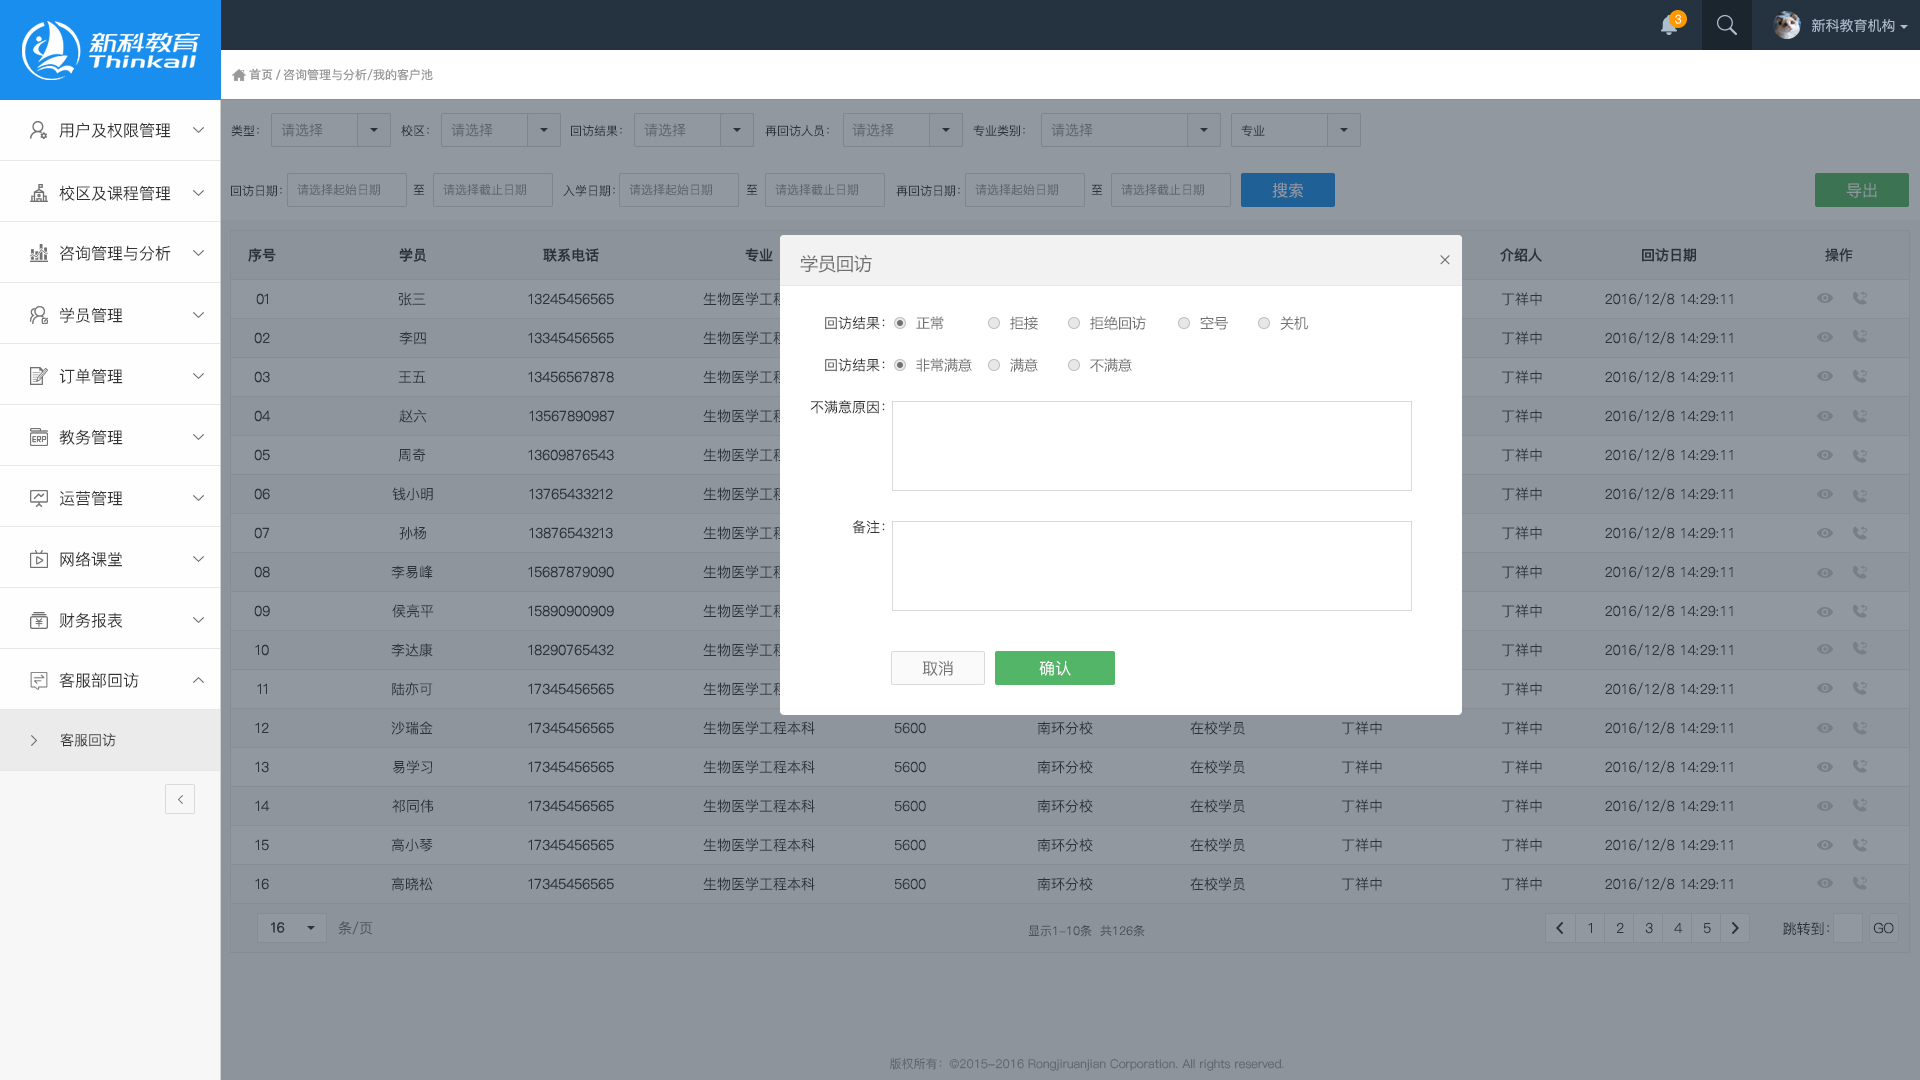 新科教育
Thinkall
3
新科教育机构
首页 / 咨询管理与分析/我的客户池
用户及权限管理
校区及课程管理
咨询管理与分析
学员管理
订单管理
教务管理
ERP
运营管理
网络课堂
财务报表
客服部回访
客服回访
类型： 请选择 校区： 请选择 回访结果： 请选择 再回访人员： 请选择 专业类别： 请选择 专业
回访日期： 请选择起始日期 至 请选择截止日期 入学日期： 请选择起始日期 至 请选择截止日期 再回访日期： 请选择起始日期 至 请选择截止日期 搜索 导出
序号 学员 联系电话 专业 介绍人 回访日期 操作
01 张三 13245456565 生物医学工程 丁祥中 2016/12/8 14:29:11
02 李四 13345456565 生物医学工程 丁祥中 2016/12/8 14:29:11
03 王五 13456567878 生物医学工程 丁祥中 2016/12/8 14:29:11
04 赵六 13567890987 生物医学工程 丁祥中 2016/12/8 14:29:11
05 周奇 13609876543 生物医学工程 丁祥中 2016/12/8 14:29:11
06 钱小明 13765433212 生物医学工程 丁祥中 2016/12/8 14:29:11
07 孙杨 13876543213 生物医学工程 丁祥中 2016/12/8 14:29:11
08 李易峰 15687879090 生物医学工程 丁祥中 2016/12/8 14:29:11
09 侯亮平 15890900909 生物医学工程 丁祥中 2016/12/8 14:29:11
10 李达康 18290765432 生物医学工程 丁祥中 2016/12/8 14:29:11
11 陆亦可 17345456565 生物医学工程 丁祥中 2016/12/8 14:29:11
12 沙瑞金 17345456565 生物医学工程本科 5600 南环分校 在校学员 丁祥中 丁祥中 2016/12/8 14:29:11
13 易学习 17345456565 生物医学工程本科 5600 南环分校 在校学员 丁祥中 丁祥中 2016/12/8 14:29:11
14 祁同伟 17345456565 生物医学工程本科 5600 南环分校 在校学员 丁祥中 丁祥中 2016/12/8 14:29:11
15 高小琴 17345456565 生物医学工程本科 5600 南环分校 在校学员 丁祥中 丁祥中 2016/12/8 14:29:11
16 高晓松 17345456565 生物医学工程本科 5600 南环分校 在校学员 丁祥中 丁祥中 2016/12/8 14:29:11
16 条/页 显示1-10条 共126条 1 2 3 4 5 跳转到： GO
学员回访
回访结果： 正常 拒接 拒绝回访 空号 关机
回访结果： 非常满意 满意 不满意
不满意原因：
备注：
取消 确认
版权所有：©2015-2016 Rongjiruanjian Corporation. All rights reserved.